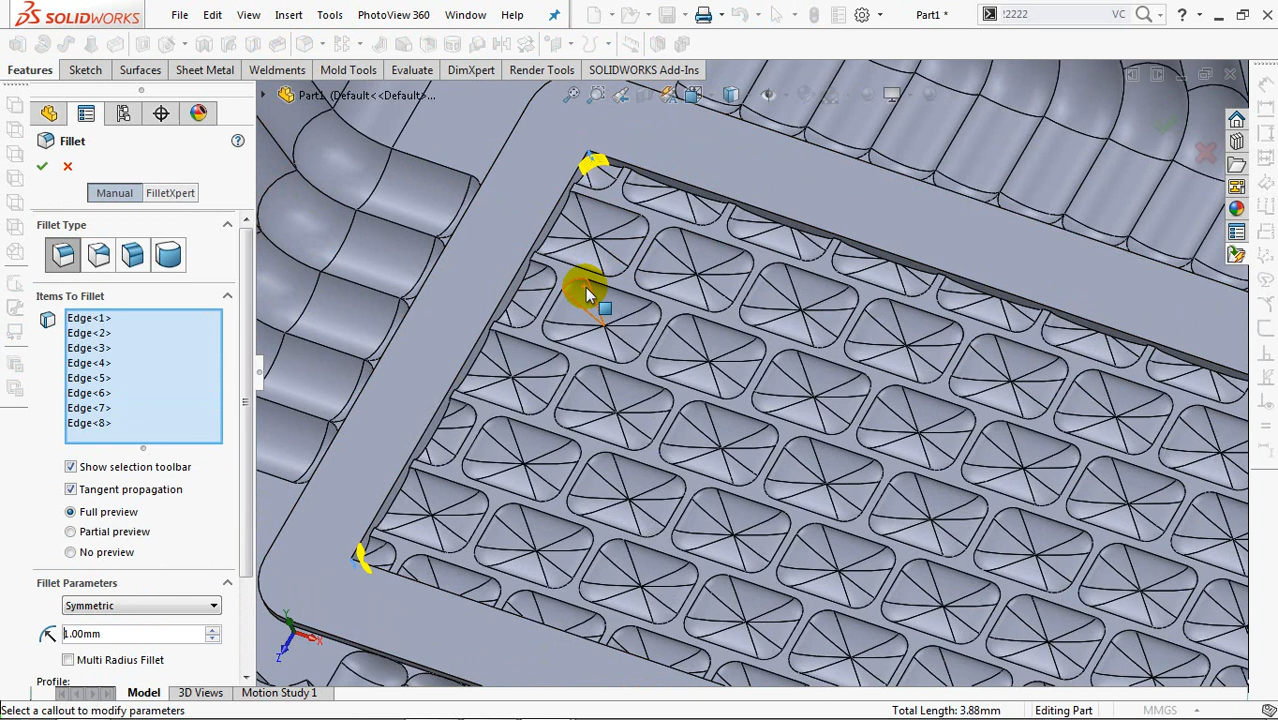 SOLIDWORKS File Edit View Insert Tools PhotoView 360 Window Help Part1 * !2222 VC ?
Features Sketch Surfaces Sheet Metal Weldments Mold Tools Evaluate DimXpert Render Tools SOLIDWORKS Add-Ins
Part1 (Default<<Default>...
Fillet
Manual FilletXpert
Fillet Type
Items To Fillet
Edge<1>
Edge<2>
Edge<3>
Edge<4>
Edge<5>
Edge<6>
Edge<7>
Edge<8>
Show selection toolbar
Tangent propagation
Full preview
Partial preview
No preview
Fillet Parameters
Symmetric
1.00mm
Multi Radius Fillet
Profile:
Y
X
Z
Model 3D Views Motion Study 1
Select a callout to modify parameters Total Length: 3.88mm Editing Part MMGS